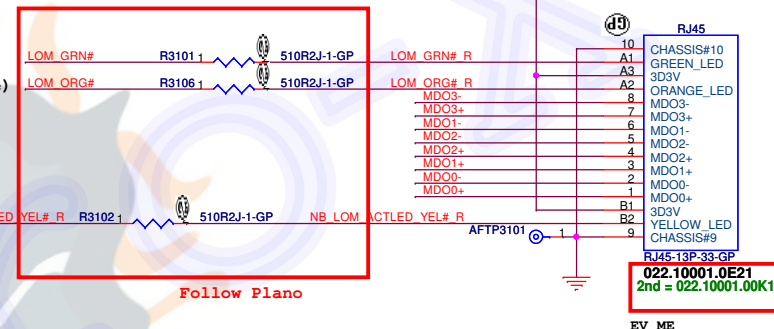 RJ45
10 CHASSIS#10
LOM_GRN# R3101 1 510R2J-1-GP LOM_GRN#_R A1 GREEN_LED
A3 3D3V
LOM_ORG# R3106 1 510R2J-1-GP LOM_ORG#_R A2 ORANGE_LED
)
MDO3- 8 MDO3-
MDO3+ 7 MDO3+
MDO1- 6 MDO1-
MDO2- 5 MDO2-
MDO2+ 4 MDO2+
MDO1+ 3 MDO1+
MDO0- 2 MDO0-
MDO0+ 1 MDO0+
B1 3D3V
ED_YEL#_R R3102 1 510R2J-1-GP NB_LOM_ACTLED_YEL#_R B2 YELLOW_LED
AFTP3101 1 9 CHASSIS#9
RJ45-13P-33-GP
022.10001.0E21
2nd = 022.10001.00K1
Follow Plano
EV ME